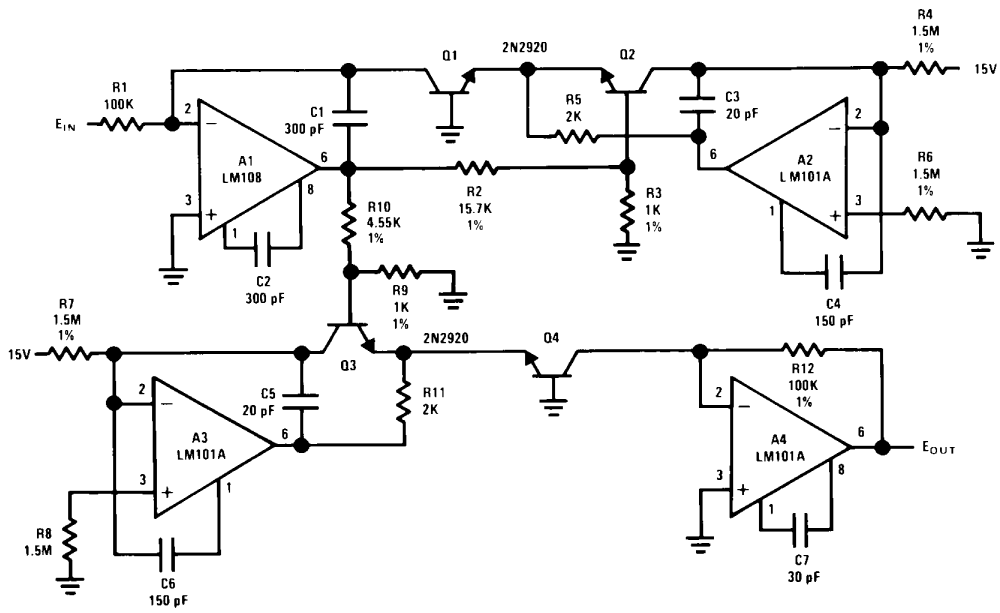 R4
1.5M
1%
15V
Q1
2N2920
Q2
R1
100K
E_IN
C1
300 pF
R5
2K
C3
20 pF
2
6
2
A1
LM108
6
8
A2
LM101A
R6
1.5M
1%
3
1
R2
15.7K
1%
R3
1K
1%
1
3
R10
4.55K
1%
C2
300 pF
R9
1K
1%
C4
150 pF
R7
1.5M
1%
15V
Q3
2N2920
Q4
R12
100K
1%
2
C5
20 pF
R11
2K
2
A3
LM101A
6
A4
LM101A
6
E_OUT
8
3
1
3
1
R8
1.5M
C6
150 pF
C7
30 pF